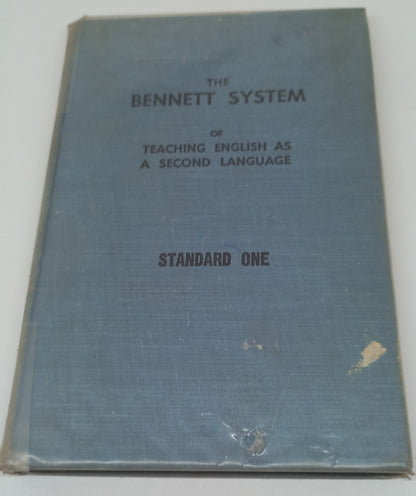 THE
BENNETT SYSTEM
OF
TEACHING ENGLISH AS
A SECOND LANGUAGE
STANDARD ONE